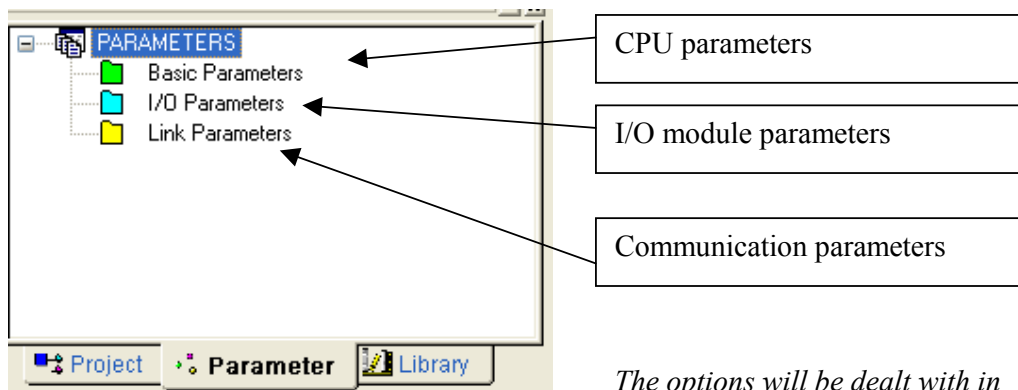 PARAMETERS
Basic Parameters
I/O Parameters
Link Parameters
CPU parameters
I/O module parameters
Communication parameters
Project Parameter Library
The options will be dealt with in